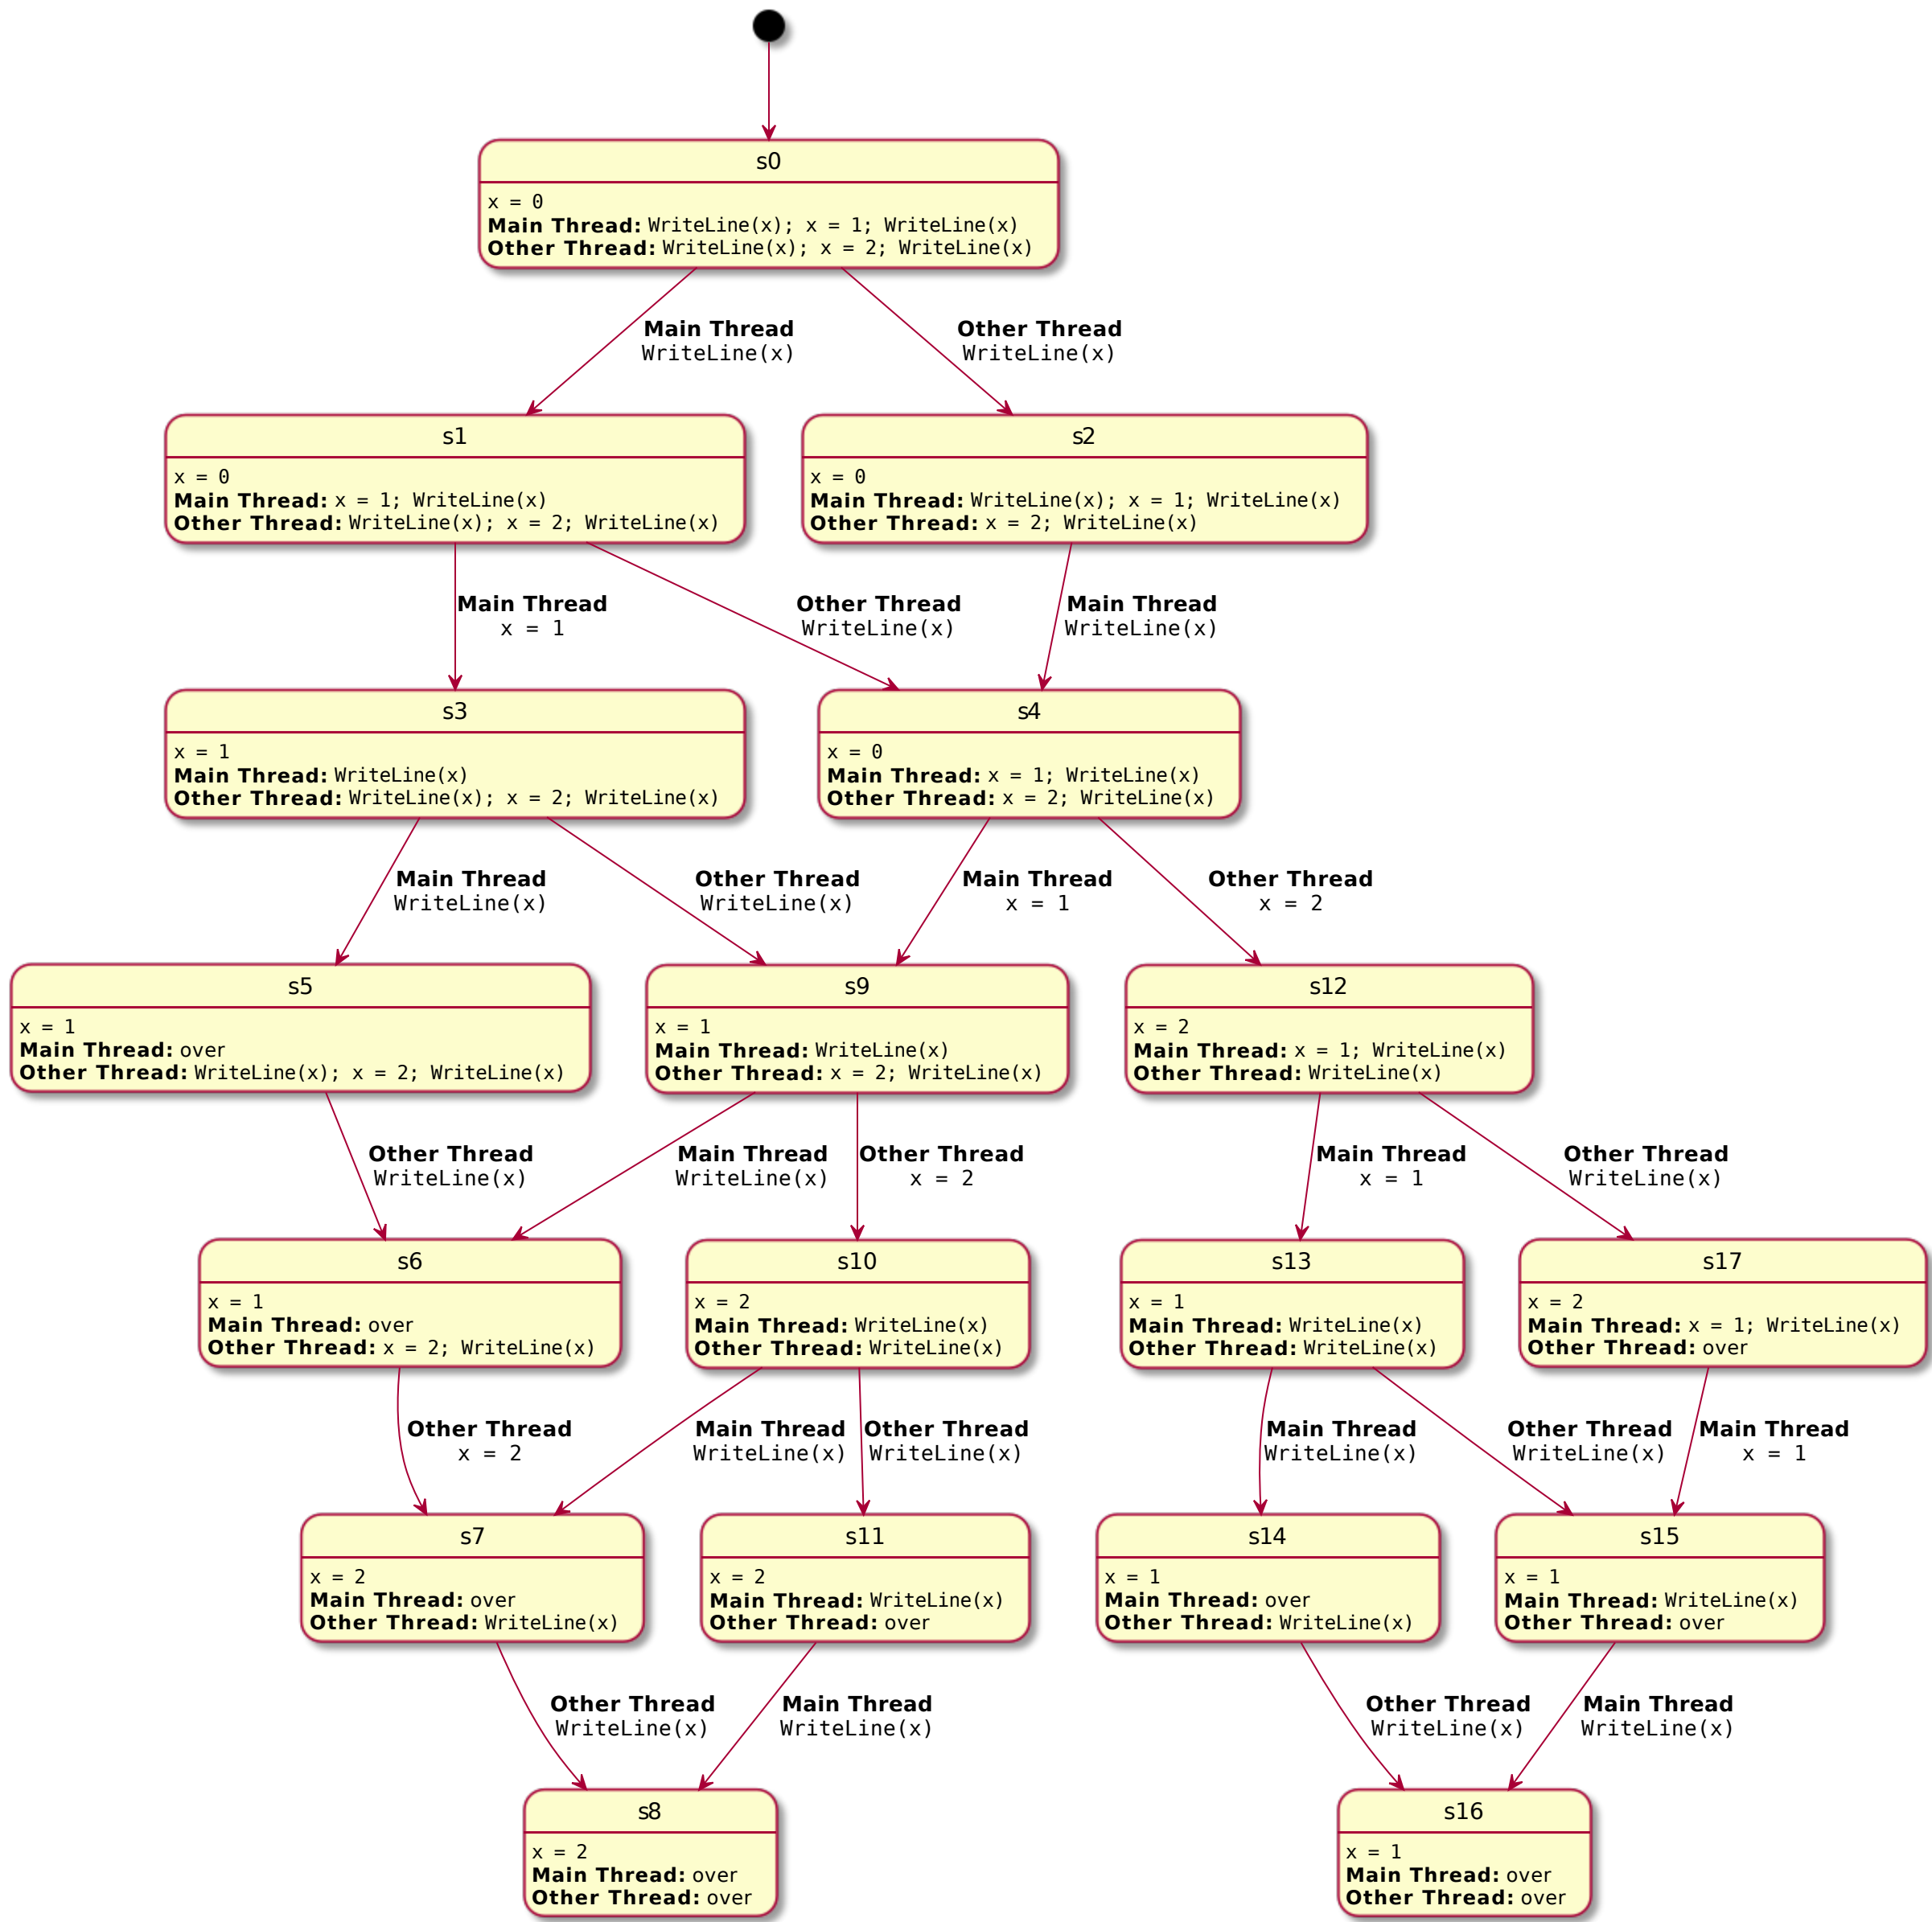 s0
x = 0
Main Thread: WriteLine(x); x = 1; WriteLine(x)
Other Thread: WriteLine(x); x = 2; WriteLine(x)
Main Thread
WriteLine(x)
Other Thread
WriteLine(x)
s1
x = 0
Main Thread: x = 1; WriteLine(x)
Other Thread: WriteLine(x); x = 2; WriteLine(x)
s2
x = 0
Main Thread: WriteLine(x); x = 1; WriteLine(x)
Other Thread: x = 2; WriteLine(x)
Main Thread
x = 1
Other Thread
WriteLine(x)
Main Thread
WriteLine(x)
s3
x = 1
Main Thread: WriteLine(x)
Other Thread: WriteLine(x); x = 2; WriteLine(x)
s4
x = 0
Main Thread: x = 1; WriteLine(x)
Other Thread: x = 2; WriteLine(x)
Main Thread
WriteLine(x)
Other Thread
WriteLine(x)
Main Thread
x = 1
Other Thread
x = 2
s5
x = 1
Main Thread: over
Other Thread: WriteLine(x); x = 2; WriteLine(x)
s9
x = 1
Main Thread: WriteLine(x)
Other Thread: x = 2; WriteLine(x)
s12
x = 2
Main Thread: x = 1; WriteLine(x)
Other Thread: WriteLine(x)
Other Thread
WriteLine(x)
Main Thread
WriteLine(x)
Other Thread
x = 2
Main Thread
x = 1
Other Thread
WriteLine(x)
s6
x = 1
Main Thread: over
Other Thread: x = 2; WriteLine(x)
s10
x = 2
Main Thread: WriteLine(x)
Other Thread: WriteLine(x)
s13
x = 1
Main Thread: WriteLine(x)
Other Thread: WriteLine(x)
s17
x = 2
Main Thread: x = 1; WriteLine(x)
Other Thread: over
Other Thread
x = 2
Main Thread
WriteLine(x)
Other Thread
WriteLine(x)
Main Thread
WriteLine(x)
Other Thread
WriteLine(x)
Main Thread
x = 1
s7
x = 2
Main Thread: over
Other Thread: WriteLine(x)
s11
x = 2
Main Thread: WriteLine(x)
Other Thread: over
s14
x = 1
Main Thread: over
Other Thread: WriteLine(x)
s15
x = 1
Main Thread: WriteLine(x)
Other Thread: over
Other Thread
WriteLine(x)
Main Thread
WriteLine(x)
Other Thread
WriteLine(x)
Main Thread
WriteLine(x)
s8
x = 2
Main Thread: over
Other Thread: over
s16
x = 1
Main Thread: over
Other Thread: over